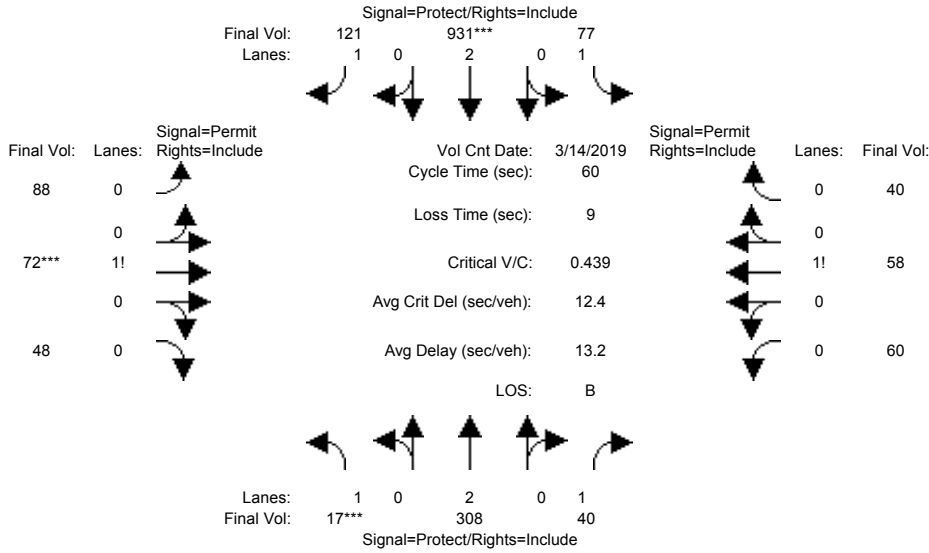 Signal=Protect/Rights=Include
Final Vol: 121 931*** 77
Lanes: 1 0 2 0 1
Signal=Permit Signal=Permit
Final Vol: Lanes: Rights=Include Vol Cnt Date: 3/14/2019 Rights=Include Lanes: Final Vol:
Cycle Time (sec): 60
88 0 0 40
Loss Time (sec): 9
0 0
72*** 1! Critical V/C: 0.439 1! 58
0 Avg Crit Del (sec/veh): 12.4 0
48 0 Avg Delay (sec/veh): 13.2 0 60
LOS: B
Lanes: 1 0 2 0 1
Final Vol: 17*** 308 40
Signal=Protect/Rights=Include